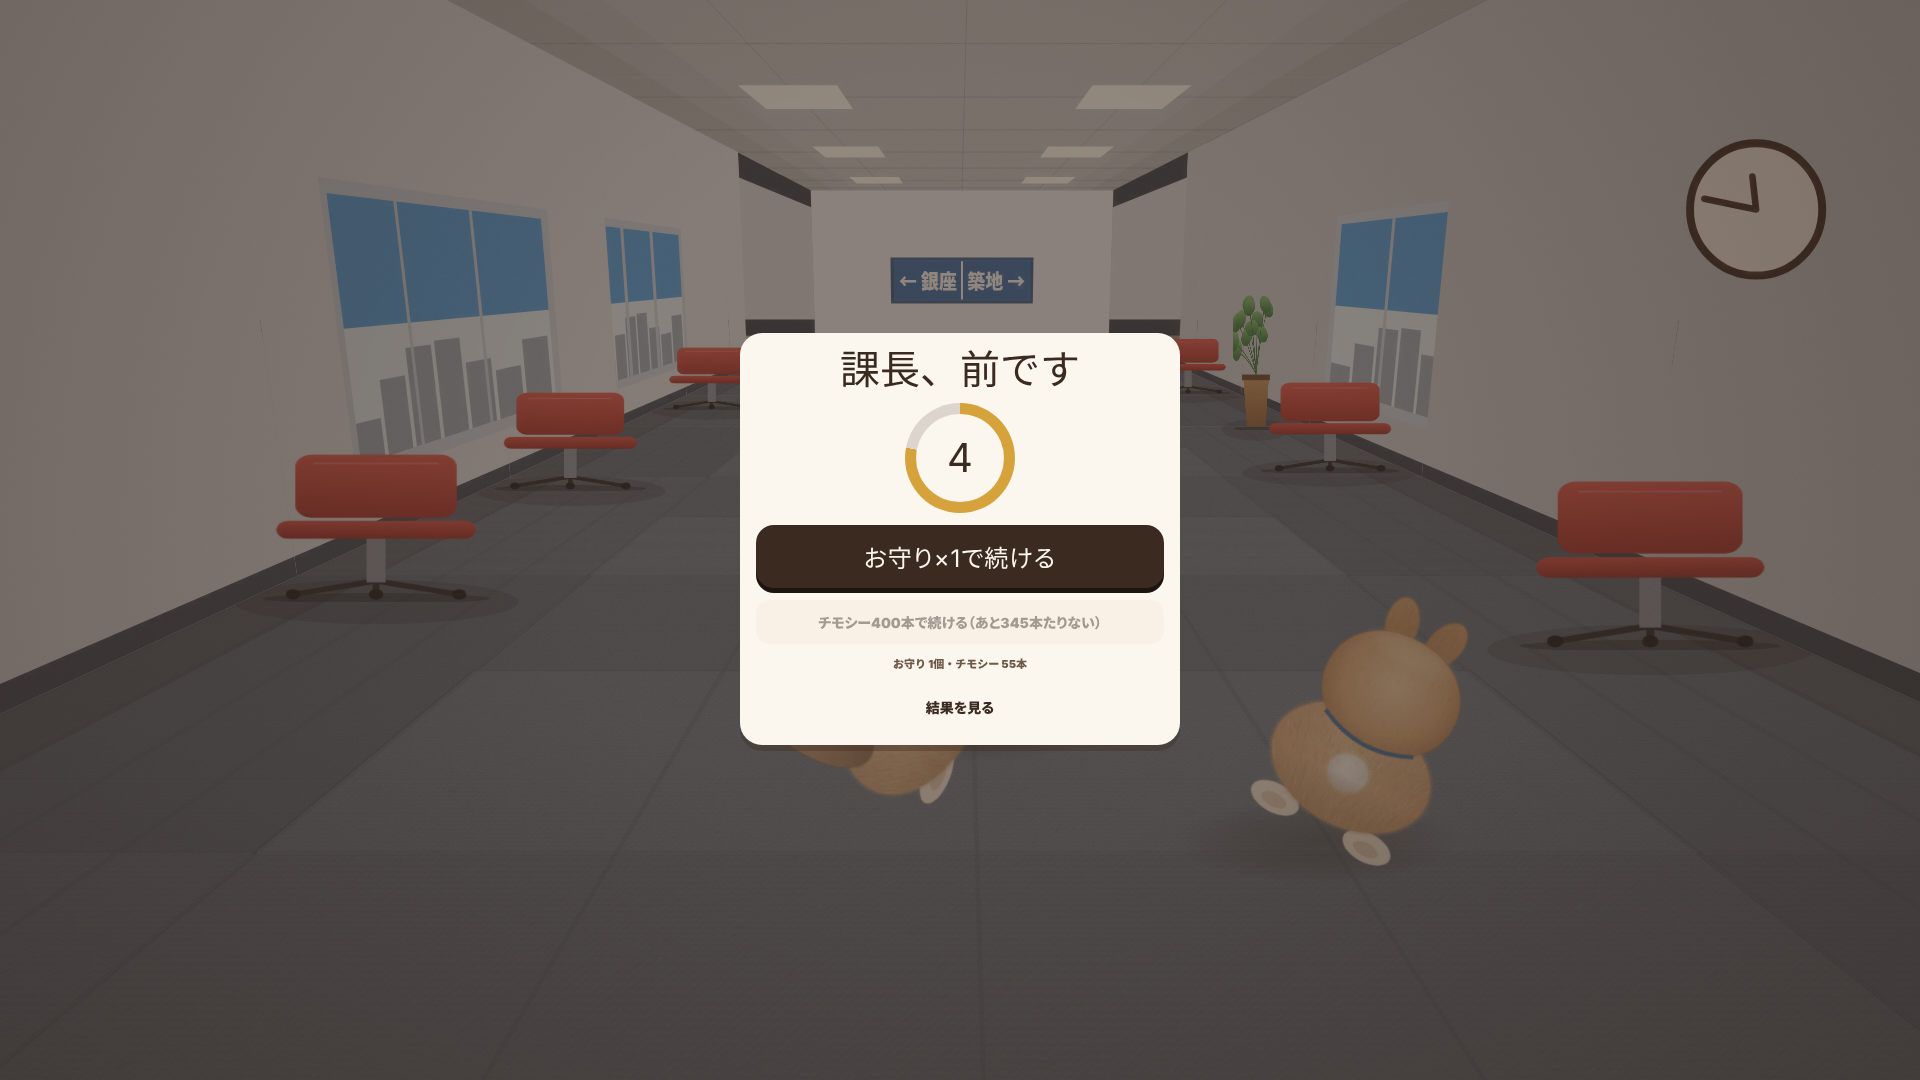 ← 銀座 築地 →
課長、前です
4
お守り×1で続ける
チモシー400本で続ける(あと345本たりない)
お守り 1個・チモシー 55本
結果を見る